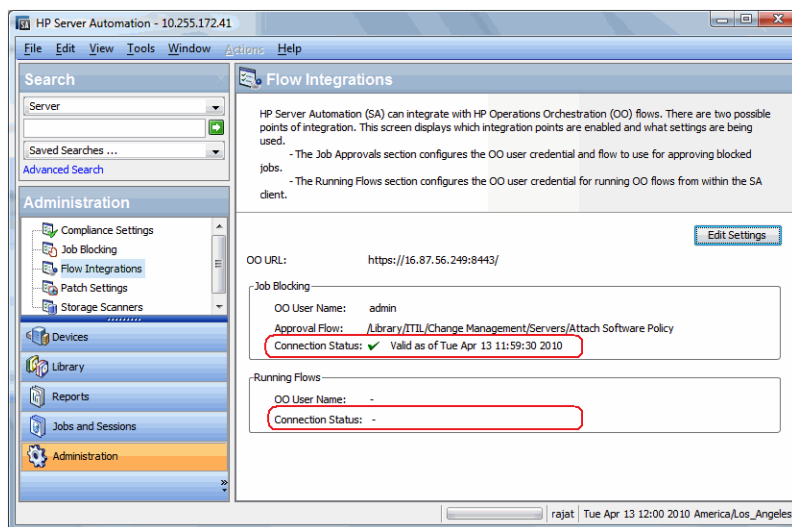 HP Server Automation - 10.255.172.41
File Edit View Tools Window Actions Help
Search
Server
Saved Searches ...
Advanced Search
Administration
Compliance Settings
Job Blocking
Flow Integrations
Patch Settings
Storage Scanners
Devices
Library
Reports
Jobs and Sessions
Administration
Flow Integrations
HP Server Automation (SA) can integrate with HP Operations Orchestration (OO) flows. There are two possible
points of integration. This screen displays which integration points are enabled and what settings are being
used.
- The Job Approvals section configures the OO user credential and flow to use for approving blocked
jobs.
- The Running Flows section configures the OO user credential for running OO flows from within the SA
client.
Edit Settings
OO URL: https://16.87.56.249:8443/
Job Blocking
OO User Name: admin
Approval Flow: /Library/ITIL/Change Management/Servers/Attach Software Policy
Connection Status: ✔ Valid as of Tue Apr 13 11:59:30 2010
Running Flows
OO User Name: -
Connection Status: -
rajat Tue Apr 13 12:00 2010 America/Los_Angeles